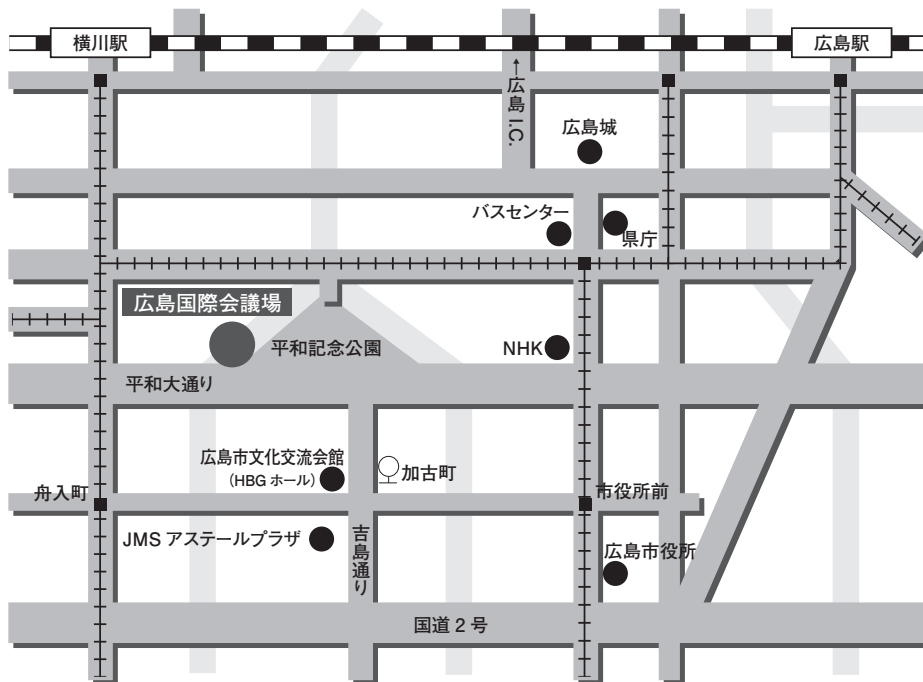 横川駅
広島駅
←広島I.C.
広島城
バスセンター
県庁
広島国際会議場
平和記念公園
NHK
平和大通り
広島市文化交流会館
(HBG ホール)
加古町
舟入町
市役所前
JMS アステールプラザ
吉島通り
広島市役所
国道 2 号